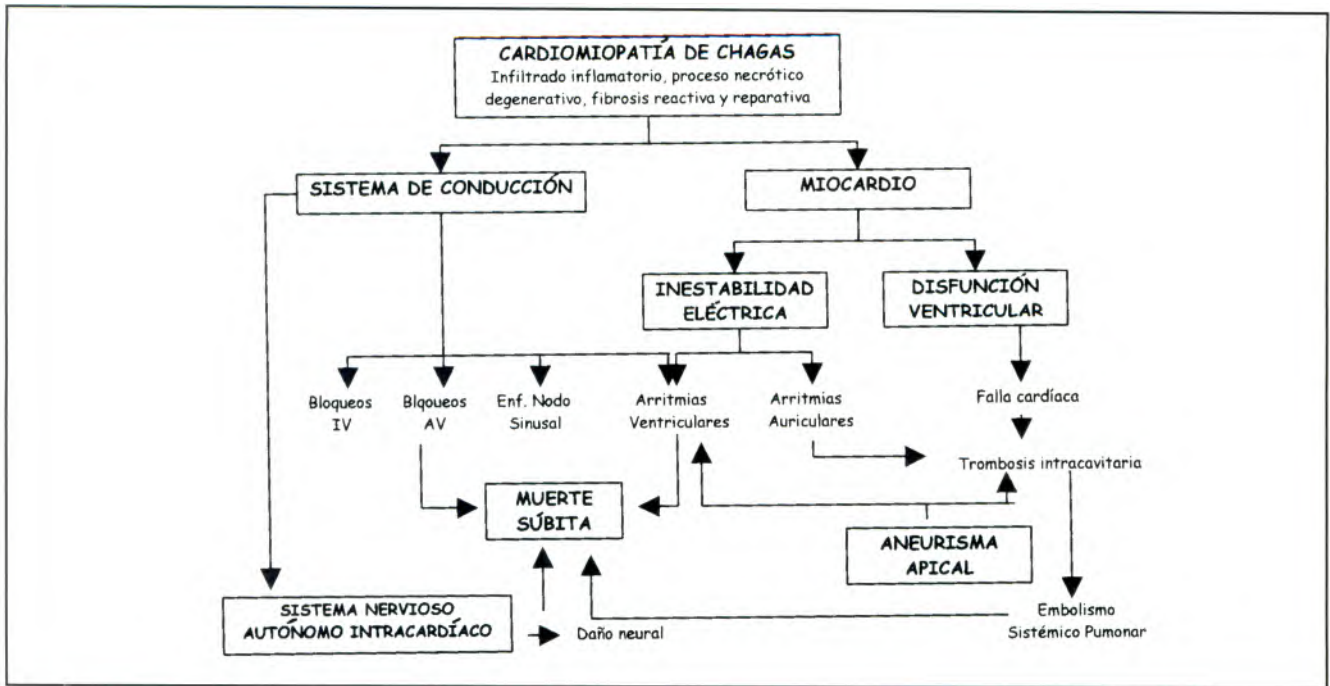 CARDIOMIOPATÍA DE CHAGAS
Infiltrado inflamatorio, proceso necrótico
degenerativo, fibrosis reactiva y reparativa
SISTEMA DE CONDUCCIÓN
MIOCARDIO
INESTABILIDAD
ELÉCTRICA
DISFUNCIÓN
VENTRICULAR
Bloqueos
IV
Blqoueos
AV
Enf. Nodo
Sinusal
Arritmias
Ventriculares
Arritmias
Auriculares
Falla cardíaca
Trombosis intracavitaria
MUERTE
SÚBITA
ANEURISMA
APICAL
SISTEMA NERVIOSO
AUTÓNOMO INTRACARDÍACO
Daño neural
Embolismo
Sistémico Pumonar